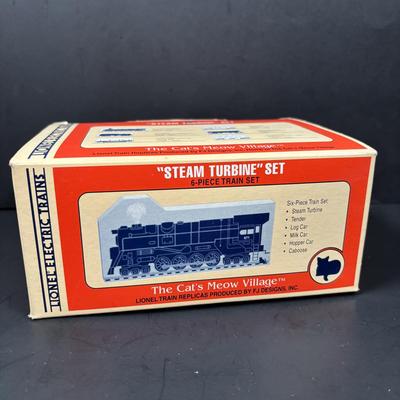 The Cat's Meow Village™
LIONEL ELECTRIC TRAINS
"STEAM TURBINE" SET
6-PIECE TRAIN SET
Six-Piece Train Set:
• Steam Turbine
• Tender
• Log Car
• Milk Car
• Hopper Car
• Caboose
The Cat's Meow Village™
LIONEL TRAIN REPLICAS PRODUCED BY FJ DESIGNS, INC.